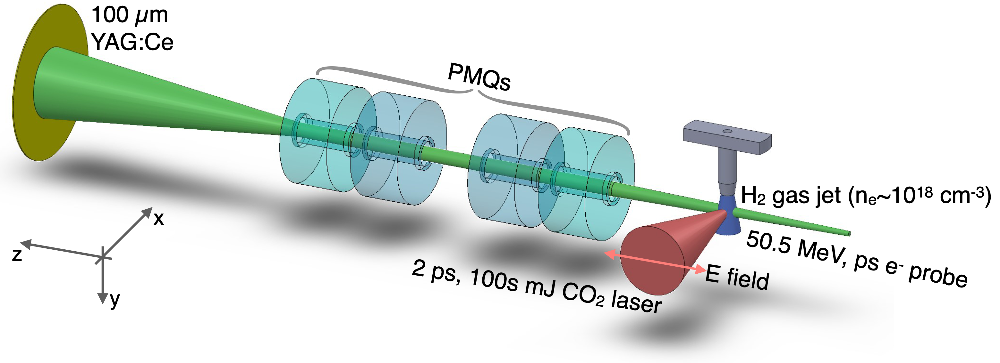 100 µm
YAG:Ce
PMQs
H₂ gas jet (nₑ~10¹⁸ cm⁻³)
50.5 MeV, ps e⁻ probe
E field
2 ps, 100s mJ CO₂ laser
x
z
y